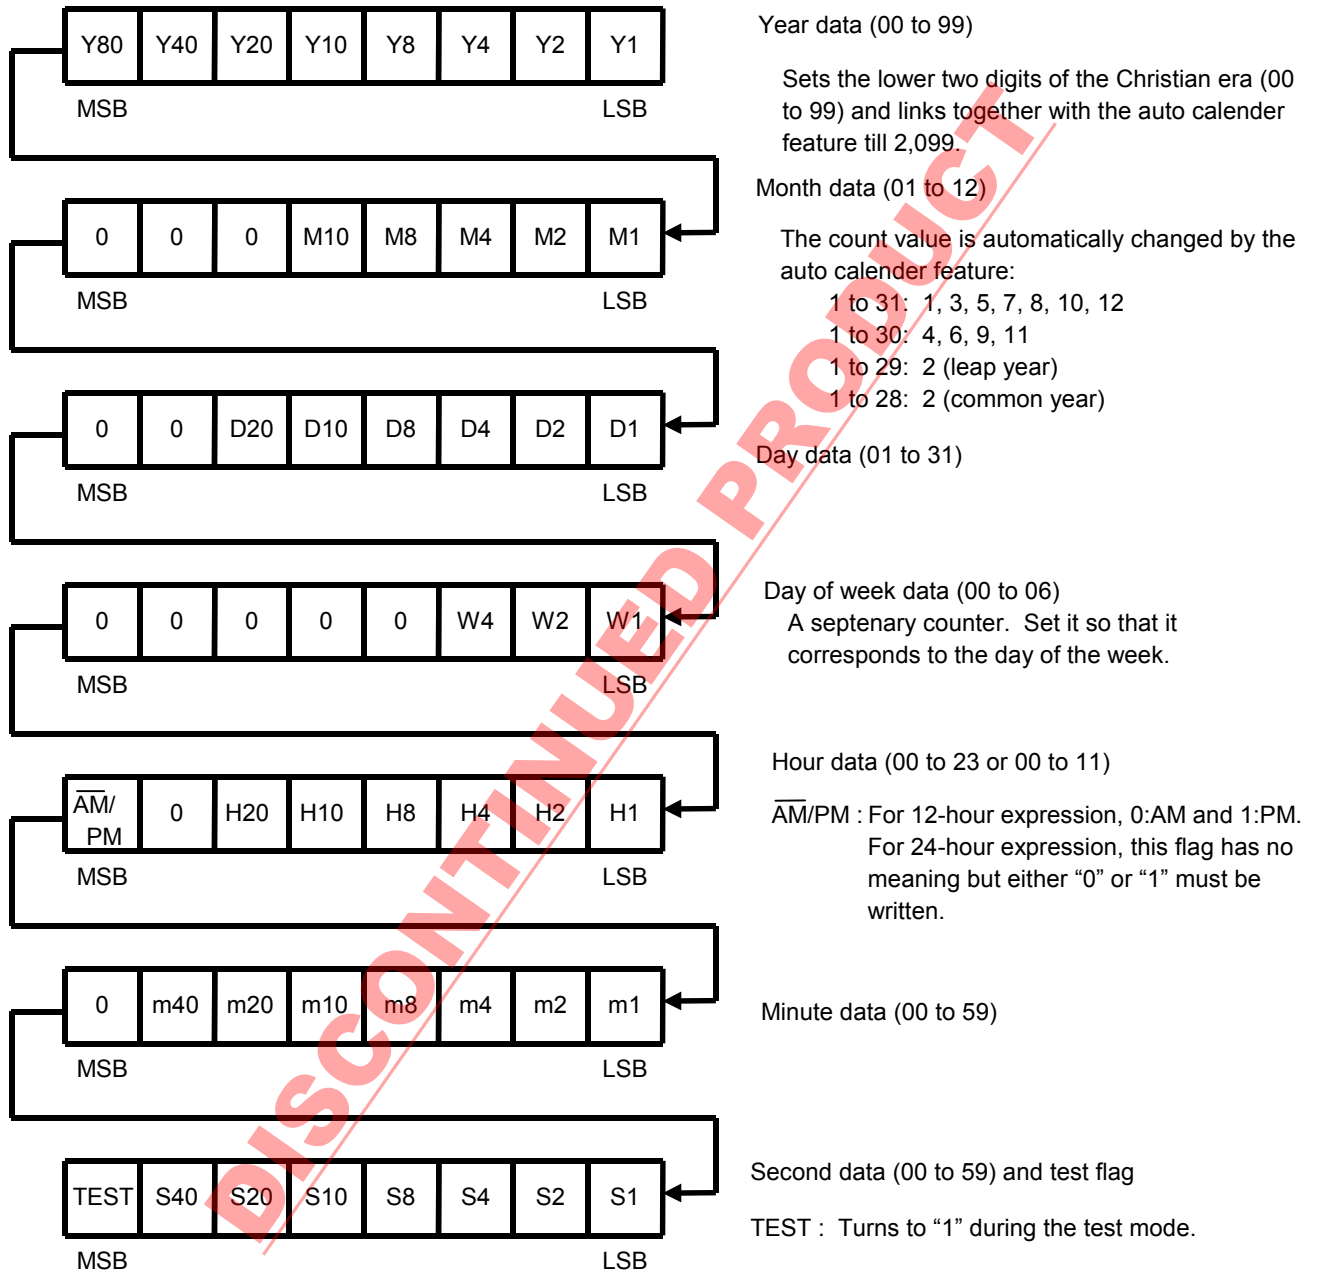 Y80 Y40 Y20 Y10 Y8 Y4 Y2 Y1
MSB LSB
Year data (00 to 99)
Sets the lower two digits of the Christian era (00
to 99) and links together with the auto calender
feature till 2,099.
0 0 0 M10 M8 M4 M2 M1
MSB LSB
Month data (01 to 12)
The count value is automatically changed by the
auto calender feature:
1 to 31: 1, 3, 5, 7, 8, 10, 12
1 to 30: 4, 6, 9, 11
1 to 29: 2 (leap year)
1 to 28: 2 (common year)
0 0 D20 D10 D8 D4 D2 D1
MSB LSB
Day data (01 to 31)
0 0 0 0 0 W4 W2 W1
MSB LSB
Day of week data (00 to 06)
A septenary counter. Set it so that it
corresponds to the day of the week.
A̅M̅/
PM 0 H20 H10 H8 H4 H2 H1
MSB LSB
Hour data (00 to 23 or 00 to 11)
A̅M̅/PM : For 12-hour expression, 0:AM and 1:PM.
For 24-hour expression, this flag has no
meaning but either “0” or “1” must be
written.
0 m40 m20 m10 m8 m4 m2 m1
MSB LSB
Minute data (00 to 59)
TEST S40 S20 S10 S8 S4 S2 S1
MSB LSB
Second data (00 to 59) and test flag
TEST : Turns to “1” during the test mode.
DISCONTINUED PRODUCT